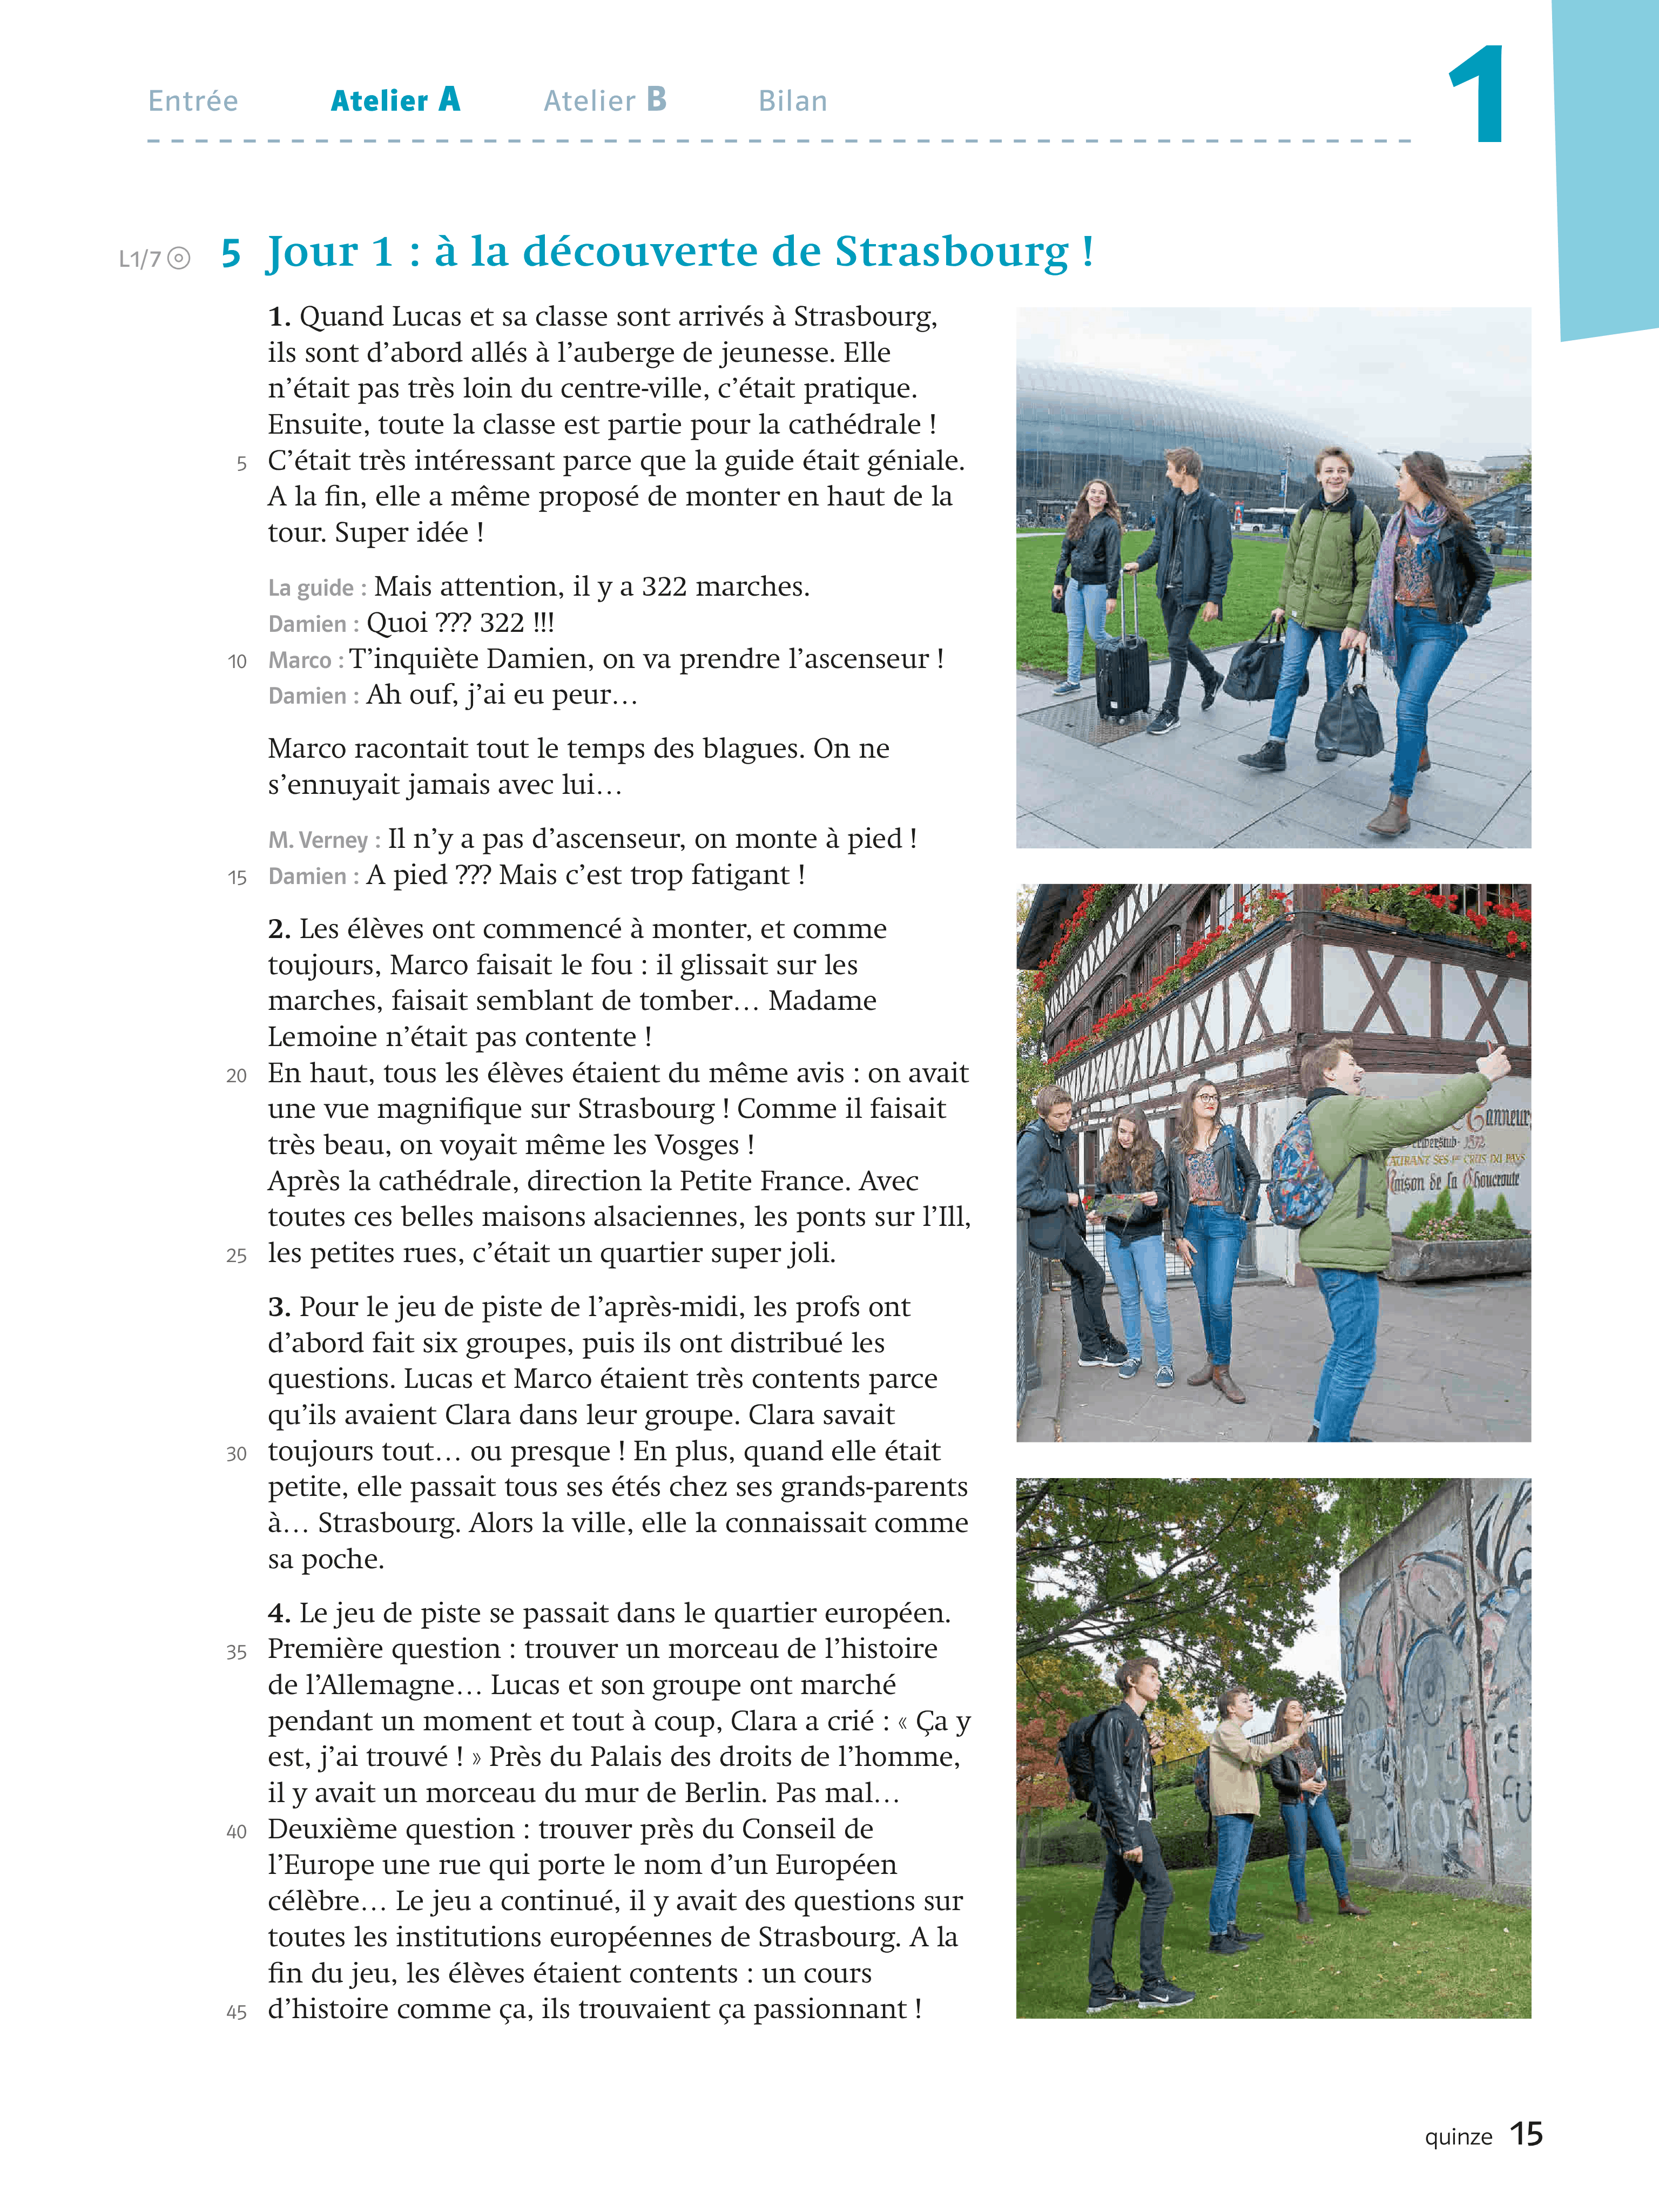 Entrée Atelier A Atelier B Bilan
1
L1/7 5 Jour 1 : à la découverte de Strasbourg !
1. Quand Lucas et sa classe sont arrivés à Strasbourg,
ils sont d’abord allés à l’auberge de jeunesse. Elle
n’était pas très loin du centre-ville, c’était pratique.
Ensuite, toute la classe est partie pour la cathédrale !
5 C’était très intéressant parce que la guide était géniale.
A la fin, elle a même proposé de monter en haut de la
tour. Super idée !
La guide : Mais attention, il y a 322 marches.
Damien : Quoi ??? 322 !!!
10 Marco : T’inquiète Damien, on va prendre l’ascenseur !
Damien : Ah ouf, j’ai eu peur…
Marco racontait tout le temps des blagues. On ne
s’ennuyait jamais avec lui…
M. Verney : Il n’y a pas d’ascenseur, on monte à pied !
15 Damien : A pied ??? Mais c’est trop fatigant !
2. Les élèves ont commencé à monter, et comme
toujours, Marco faisait le fou : il glissait sur les
marches, faisait semblant de tomber… Madame
Lemoine n’était pas contente !
20 En haut, tous les élèves étaient du même avis : on avait
une vue magnifique sur Strasbourg ! Comme il faisait
très beau, on voyait même les Vosges !
Après la cathédrale, direction la Petite France. Avec
toutes ces belles maisons alsaciennes, les ponts sur l’Ill,
25 les petites rues, c’était un quartier super joli.
3. Pour le jeu de piste de l’après-midi, les profs ont
d’abord fait six groupes, puis ils ont distribué les
questions. Lucas et Marco étaient très contents parce
qu’ils avaient Clara dans leur groupe. Clara savait
30 toujours tout… ou presque ! En plus, quand elle était
petite, elle passait tous ses étés chez ses grands-parents
à… Strasbourg. Alors la ville, elle la connaissait comme
sa poche.
4. Le jeu de piste se passait dans le quartier européen.
35 Première question : trouver un morceau de l’histoire
de l’Allemagne… Lucas et son groupe ont marché
pendant un moment et tout à coup, Clara a crié : « Ça y
est, j’ai trouvé ! » Près du Palais des droits de l’homme,
il y avait un morceau du mur de Berlin. Pas mal…
40 Deuxième question : trouver près du Conseil de
l’Europe une rue qui porte le nom d’un Européen
célèbre… Le jeu a continué, il y avait des questions sur
toutes les institutions européennes de Strasbourg. A la
fin du jeu, les élèves étaient contents : un cours
45 d’histoire comme ça, ils trouvaient ça passionnant !
1572
CRUS DU PAYS
de la Choucroute
quinze 15